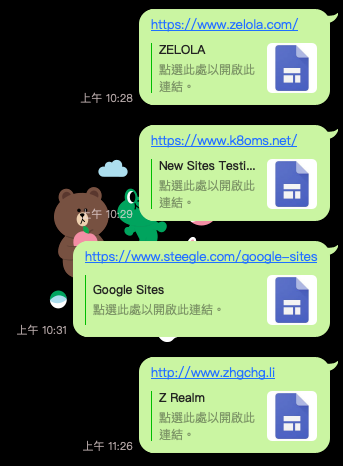 https://www.zelola.com/
ZELOLA
點選此處以開啟此
連結。
上午 10:28
https://www.k8oms.net/
New Sites Testi...
點選此處以開啟此
連結。
上午 10:29
https://www.steegle.com/google-sites
Google Sites
點選此處以開啟此連結。
上午 10:31
http://www.zhgchg.li
Z Realm
點選此處以開啟此
連結。
上午 11:26